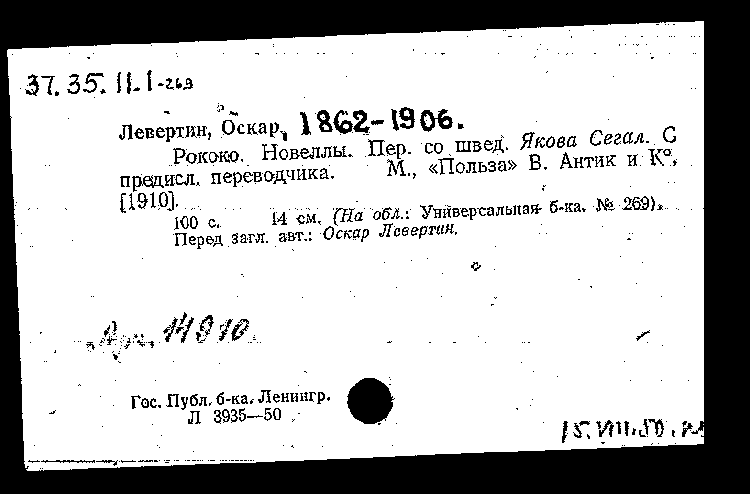 37.35.11.1-269
Левертин, Оскар, 1862-1906.
Рококо. Новеллы. Пер. со швед. Якова Сегал. С
предисл. переводчика. М., «Польза» В. Антик и К°,
[1910].
100 с. 14 см. (На обл.: Универсальная б-ка. № 269).
Перед загл. авт.: Оскар Левертин.
14910
Гос. Публ. б-ка. Ленингр.
Л 3935—50
15.VIII.50.